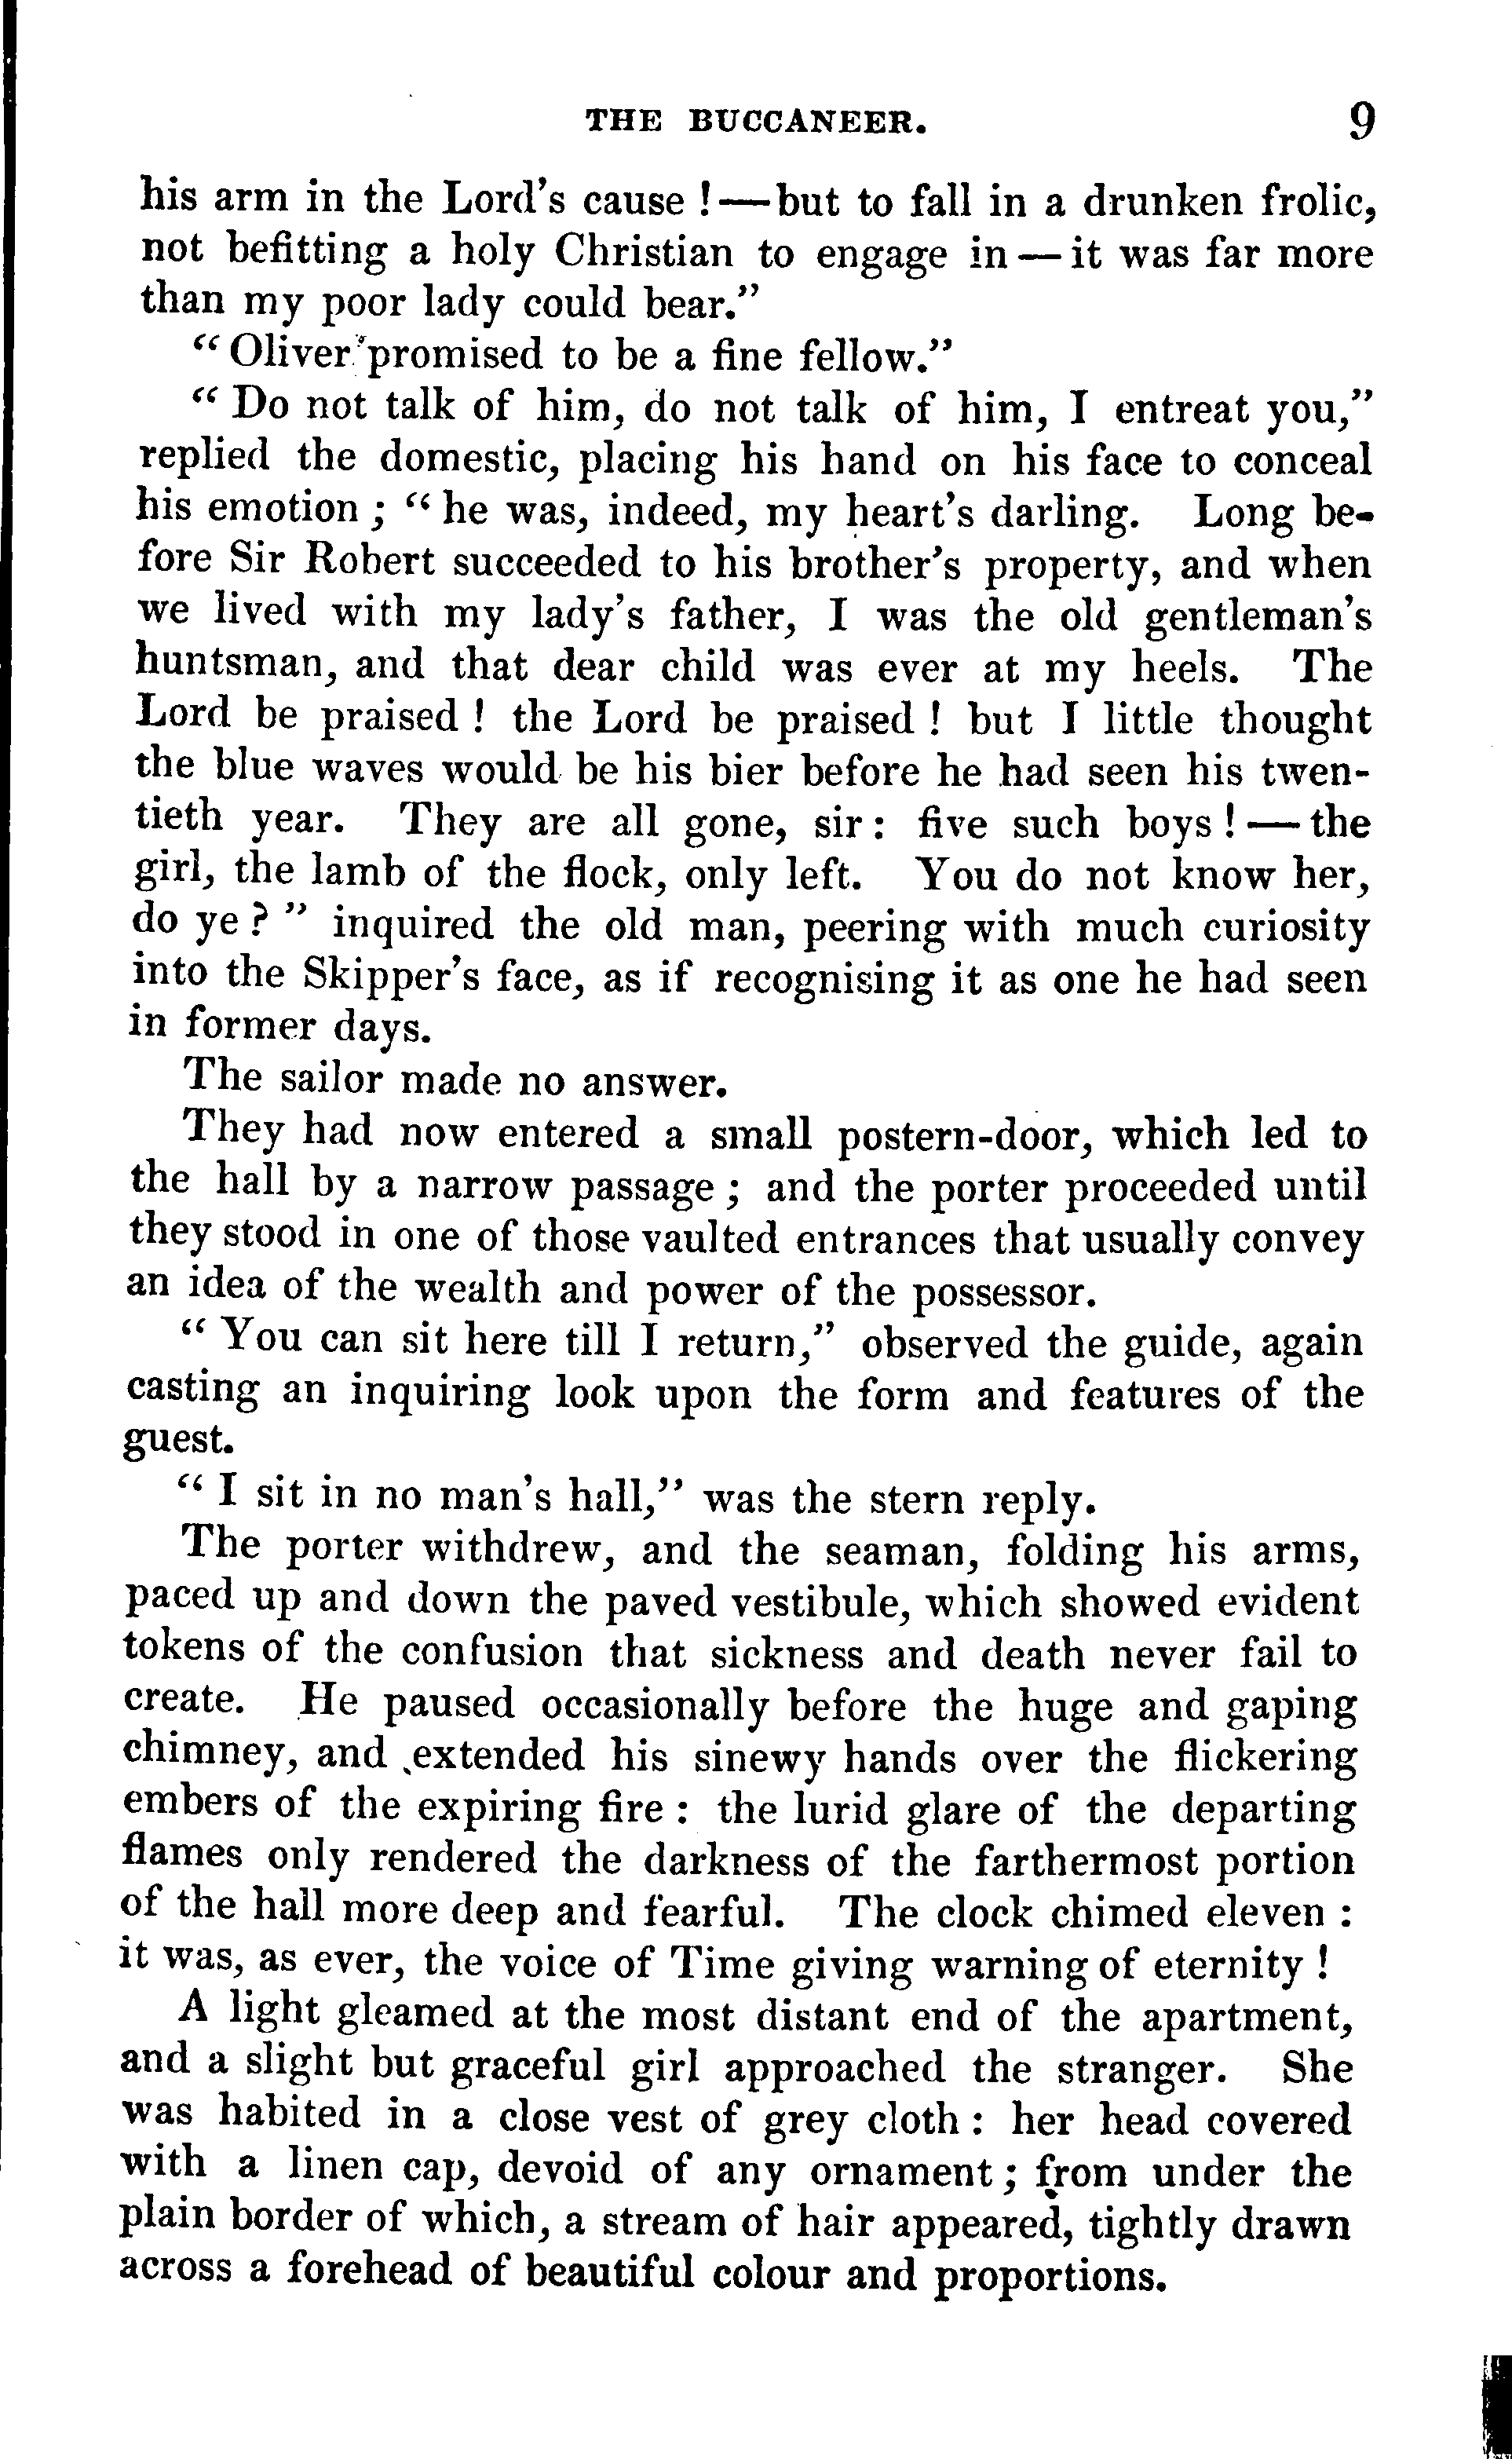 THE BUCCANEER. 9
his arm in the Lord's cause !—but to fall in a drunken frolic,
not befitting a holy Christian to engage in — it was far more
than my poor lady could bear."
" Oliver promised to be a fine fellow."
" Do not talk of him, do not talk of him, I entreat you,"
replied the domestic, placing his hand on his face to conceal
his emotion ; " he was, indeed, my heart's darling. Long be-
fore Sir Robert succeeded to his brother's property, and when
we lived with my lady's father, I was the old gentleman's
huntsman, and that dear child was ever at my heels. The
Lord be praised ! the Lord be praised ! but I little thought
the blue waves would be his bier before he had seen his twen-
tieth year. They are all gone, sir : five such boys ! — the
girl, the lamb of the flock, only left. You do not know her,
do ye ? " inquired the old man, peering with much curiosity
into the Skipper's face, as if recognising it as one he had seen
in former days.
The sailor made no answer.
They had now entered a small postern-door, which led to
the hall by a narrow passage ; and the porter proceeded until
they stood in one of those vaulted entrances that usually convey
an idea of the wealth and power of the possessor.
" You can sit here till I return," observed the guide, again
casting an inquiring look upon the form and features of the
guest.
" I sit in no man's hall," was the stern reply.
The porter withdrew, and the seaman, folding his arms,
paced up and down the paved vestibule, which showed evident
tokens of the confusion that sickness and death never fail to
create. He paused occasionally before the huge and gaping
chimney, and extended his sinewy hands over the flickering
embers of the expiring fire : the lurid glare of the departing
flames only rendered the darkness of the farthermost portion
of the hall more deep and fearful. The clock chimed eleven :
it was, as ever, the voice of Time giving warning of eternity !
A light gleamed at the most distant end of the apartment,
and a slight but graceful girl approached the stranger. She
was habited in a close vest of grey cloth : her head covered
with a linen cap, devoid of any ornament ; from under the
plain border of which, a stream of hair appeared, tightly drawn
across a forehead of beautiful colour and proportions.